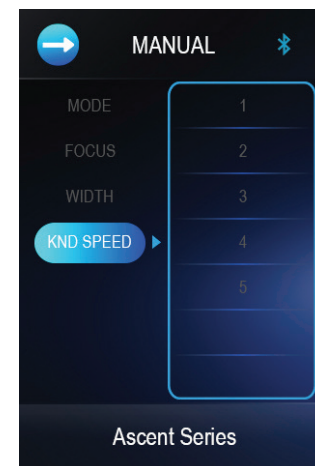 MANUAL
MODE
1
FOCUS
2
WIDTH
3
KND SPEED
4
5
Ascent Series